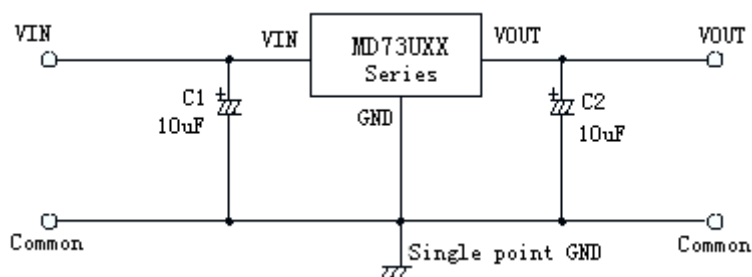 VIN
VIN
MD73UXX
Series
VOUT
VOUT
C1
10uF
GND
C2
10uF
Common
Single point GND
Common